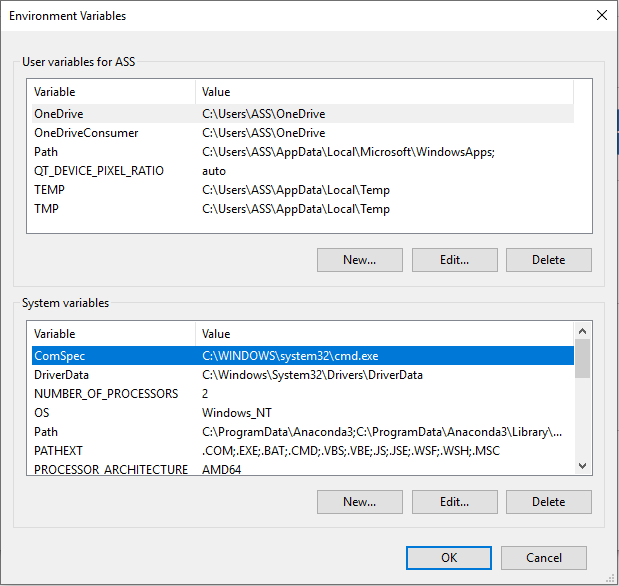 Environment Variables
User variables for ASS
Variable Value
OneDrive C:\Users\ASS\OneDrive
OneDriveConsumer C:\Users\ASS\OneDrive
Path C:\Users\ASS\AppData\Local\Microsoft\WindowsApps;
QT_DEVICE_PIXEL_RATIO auto
TEMP C:\Users\ASS\AppData\Local\Temp
TMP C:\Users\ASS\AppData\Local\Temp
New... Edit... Delete
System variables
Variable Value
ComSpec C:\WINDOWS\system32\cmd.exe
DriverData C:\Windows\System32\Drivers\DriverData
NUMBER_OF_PROCESSORS 2
OS Windows_NT
Path C:\ProgramData\Anaconda3;C:\ProgramData\Anaconda3\Library\...
PATHEXT .COM;.EXE;.BAT;.CMD;.VBS;.VBE;.JS;.JSE;.WSF;.WSH;.MSC
PROCESSOR_ARCHITECTURE AMD64
New... Edit... Delete
OK Cancel